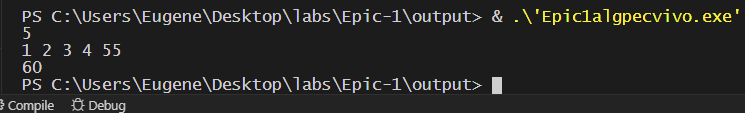 PS C:\Users\Eugene\Desktop\labs\Epic-1\output> & .\'Epic1algpecvivo.exe'
5
1 2 3 4 55
60
PS C:\Users\Eugene\Desktop\labs\Epic-1\output>
Compile Debug